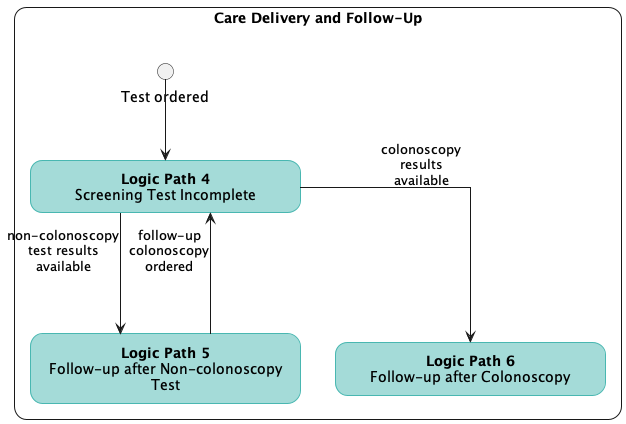 Care Delivery and Follow-Up
Test ordered
Logic Path 4
Screening Test Incomplete
colonoscopy
results
available
non-colonoscopy
test results
available
follow-up
colonoscopy
ordered
Logic Path 5
Follow-up after Non-colonoscopy
Test
Logic Path 6
Follow-up after Colonoscopy